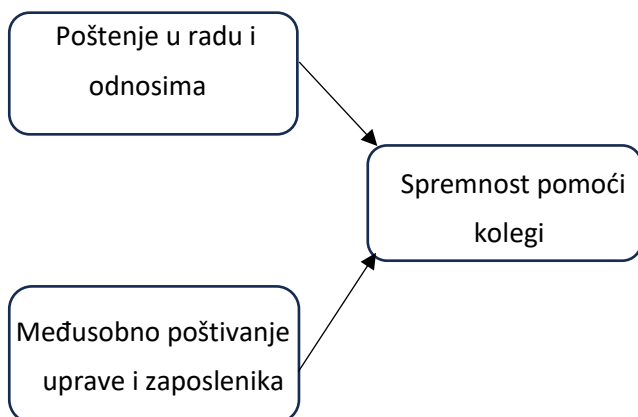 Poštenje u radu i
odnosima
Spremnost pomoći
kolegi
Međusobno poštivanje
uprave i zaposlenika